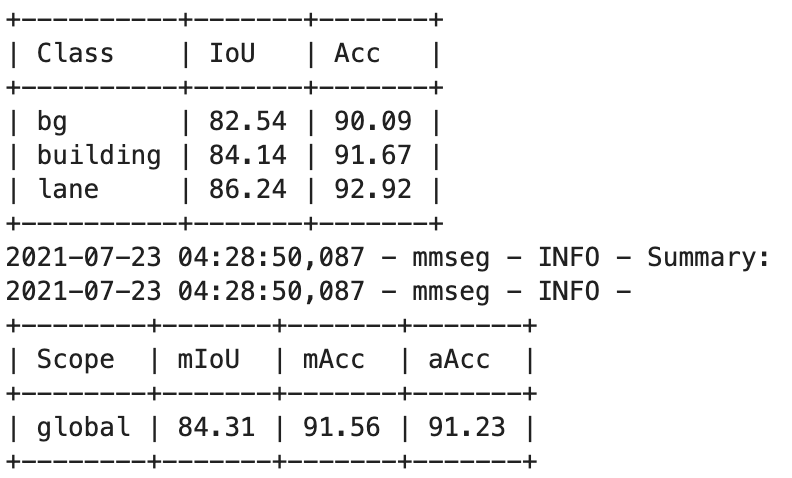 +----------+-------+-------+
| Class    | IoU   | Acc   |
+----------+-------+-------+
| bg       | 82.54 | 90.09 |
| building | 84.14 | 91.67 |
| lane     | 86.24 | 92.92 |
+----------+-------+-------+
2021-07-23 04:28:50,087 - mmseg - INFO - Summary:
2021-07-23 04:28:50,087 - mmseg - INFO -
+--------+-------+-------+-------+
| Scope  | mIoU  | mAcc  | aAcc  |
+--------+-------+-------+-------+
| global | 84.31 | 91.56 | 91.23 |
+--------+-------+-------+-------+